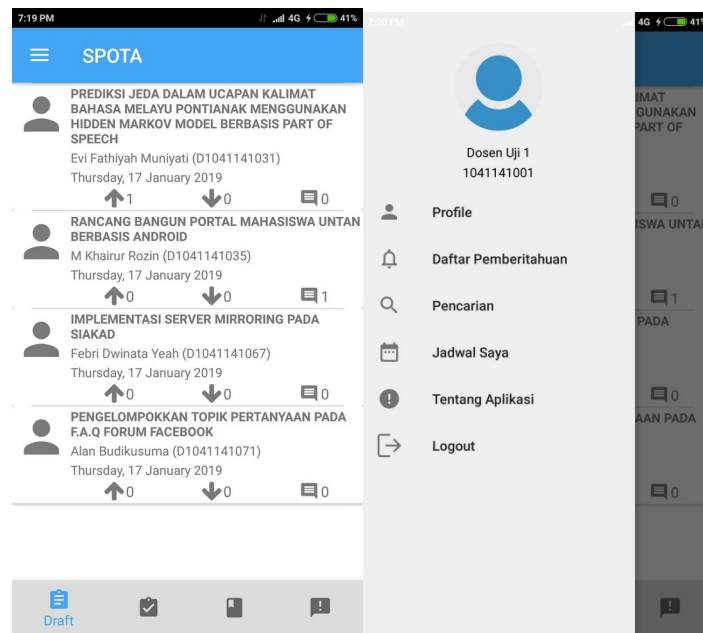 7:19 PM
4G
41%
SPOTA
PREDIKSI JEDA DALAM UCAPAN KALIMAT
BAHASA MELAYU PONTIANAK MENGGUNAKAN
HIDDEN MARKOV MODEL BERBASIS PART OF
SPEECH
Evi Fathiyah Muniyati (D1041141031)
Thursday, 17 January 2019
1 0 0
RANCANG BANGUN PORTAL MAHASISWA UNTAN
BERBASIS ANDROID
M Khairur Rozin (D1041141035)
Thursday, 17 January 2019
0 0 1
IMPLEMENTASI SERVER MIRRORING PADA
SIAKAD
Febri Dwinata Yeah (D1041141067)
Thursday, 17 January 2019
0 0 0
PENGELOMPOKKAN TOPIK PERTANYAAN PADA
F.A.Q FORUM FACEBOOK
Alan Budikusuma (D1041141071)
Thursday, 17 January 2019
0 0 0
Draft
7:20 PM
4G
41%
Dosen Uji 1
1041141001
Profile
Daftar Pemberitahuan
Pencarian
Jadwal Saya
Tentang Aplikasi
Logout
IMAT
GUNAKAN
PART OF
0
ISWA UNTA
1
PADA
0
AAN PADA
0